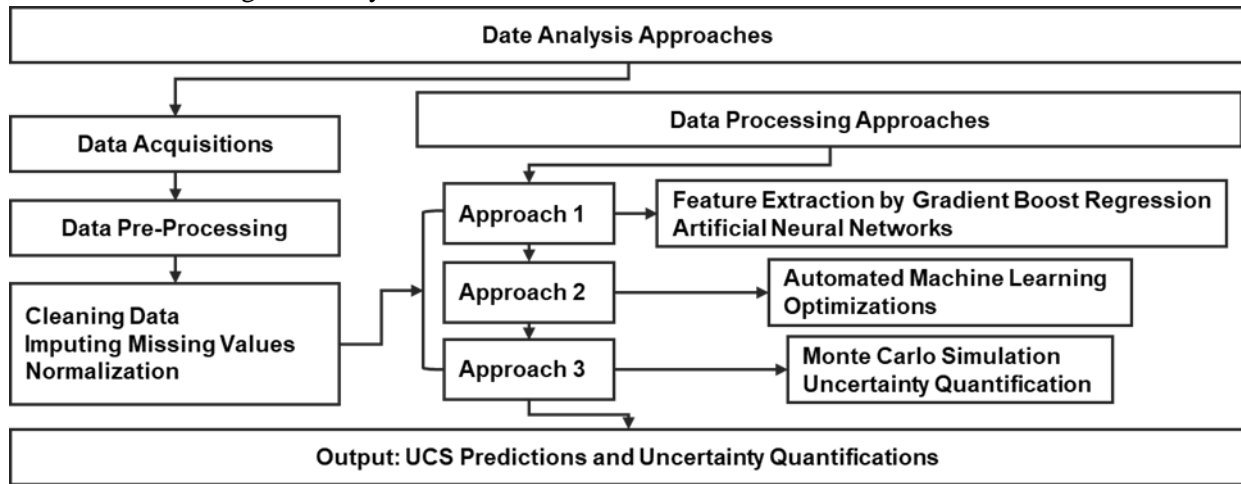 Date Analysis Approaches
Data Acquisitions
Data Pre-Processing
Cleaning Data
Imputing Missing Values
Normalization
Data Processing Approaches
Approach 1
Feature Extraction by Gradient Boost Regression
Artificial Neural Networks
Approach 2
Automated Machine Learning
Optimizations
Approach 3
Monte Carlo Simulation
Uncertainty Quantification
Output: UCS Predictions and Uncertainty Quantifications